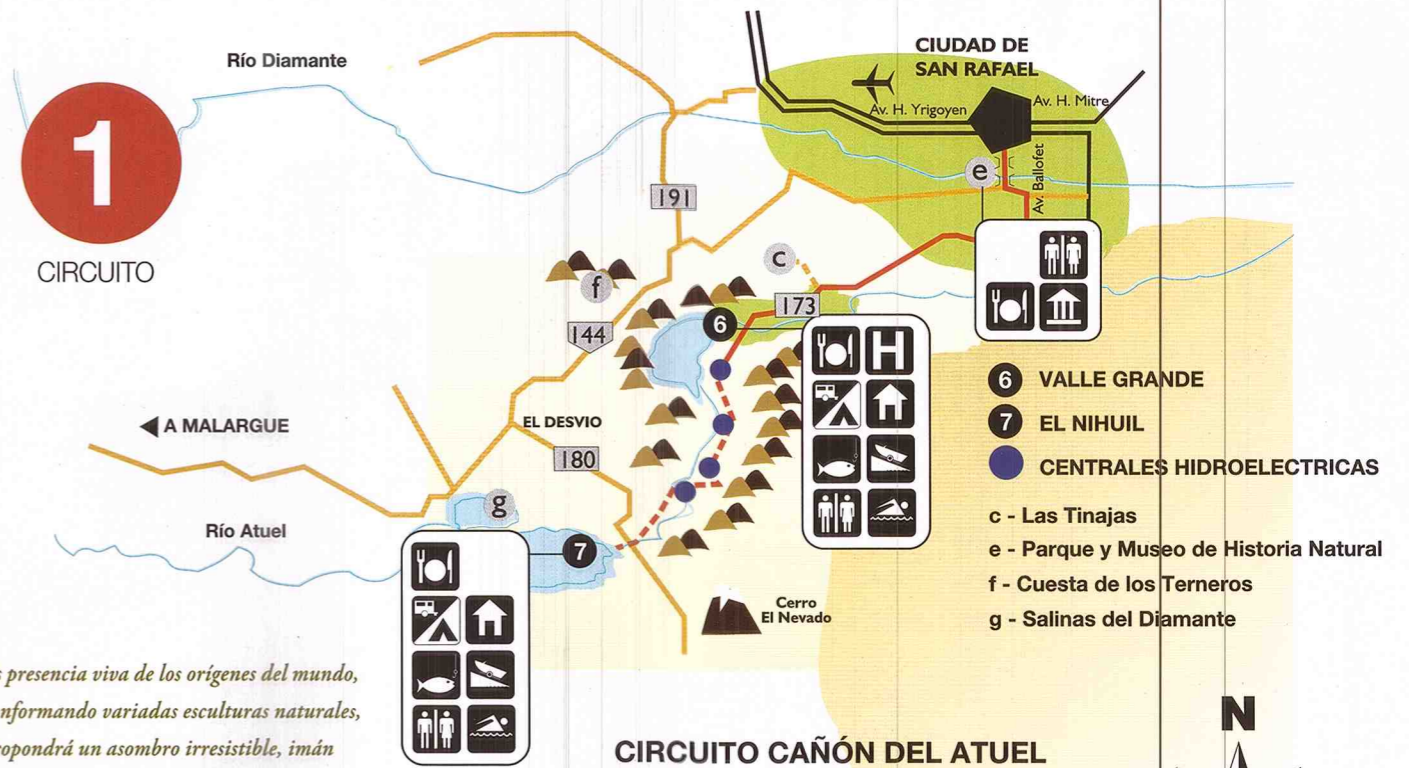 Río Diamante
1
CIRCUITO
CIUDAD DE
SAN RAFAEL
Av. H. Yrigoyen
Av. H. Mitre
Av. Ballofet
e
191
c
f
173
6
144
H
EL DESVIO
180
A MALARGUE
g
Río Atuel
7
Cerro
El Nevado
6 VALLE GRANDE
7 EL NIHUIL
CENTRALES HIDROELECTRICAS
c - Las Tinajas
e - Parque y Museo de Historia Natural
f - Cuesta de los Terneros
g - Salinas del Diamante
presencia viva de los orígenes del mundo,
variadas esculturas naturales,
un asombro irresistible, imán
CIRCUITO CAÑÓN DEL ATUEL
N